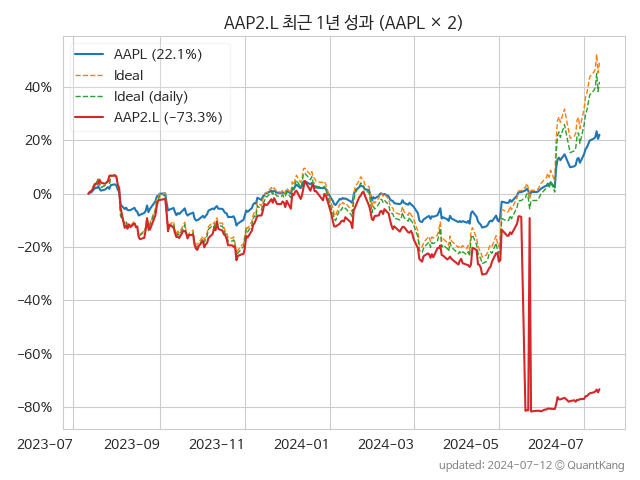 AAP2.L 최근 1년 성과 (AAPL × 2)
AAPL (22.1%)
Ideal
Ideal (daily)
AAP2.L (−73.3%)
40%
20%
0%
−20%
−40%
−60%
−80%
2023-07
2023-09
2023-11
2024-01
2024-03
2024-05
2024-07
updated: 2024-07-12 © QuantKang